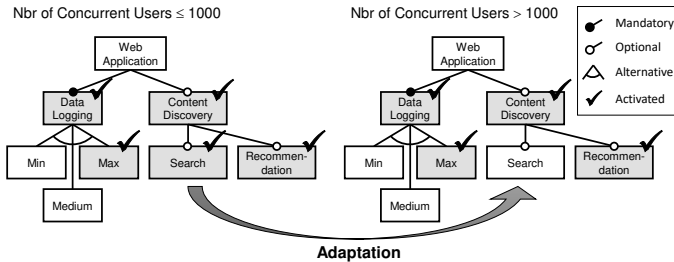 Nbr of Concurrent Users ≤ 1000
Web
Application
Data
Logging
Content
Discovery
Min
Max
Search
Recommen-
dation
Medium
Nbr of Concurrent Users > 1000
Web
Application
Data
Logging
Content
Discovery
Min
Max
Search
Recommen-
dation
Medium
Mandatory
Optional
Alternative
Activated
Adaptation